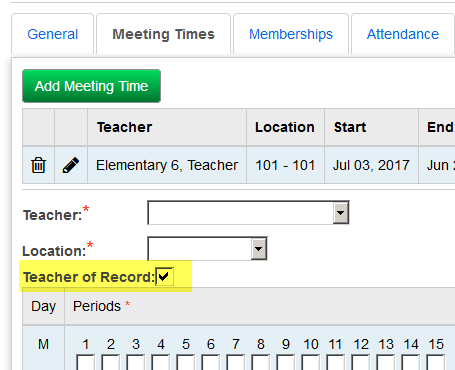 General Meeting Times Memberships Attendance
Add Meeting Time
Teacher Location Start End
Elementary 6, Teacher 101 - 101 Jul 03, 2017 Jun
Teacher:*
Location:*
Teacher of Record:
Day Periods *
M 1 2 3 4 5 6 7 8 9 10 11 12 13 14 15